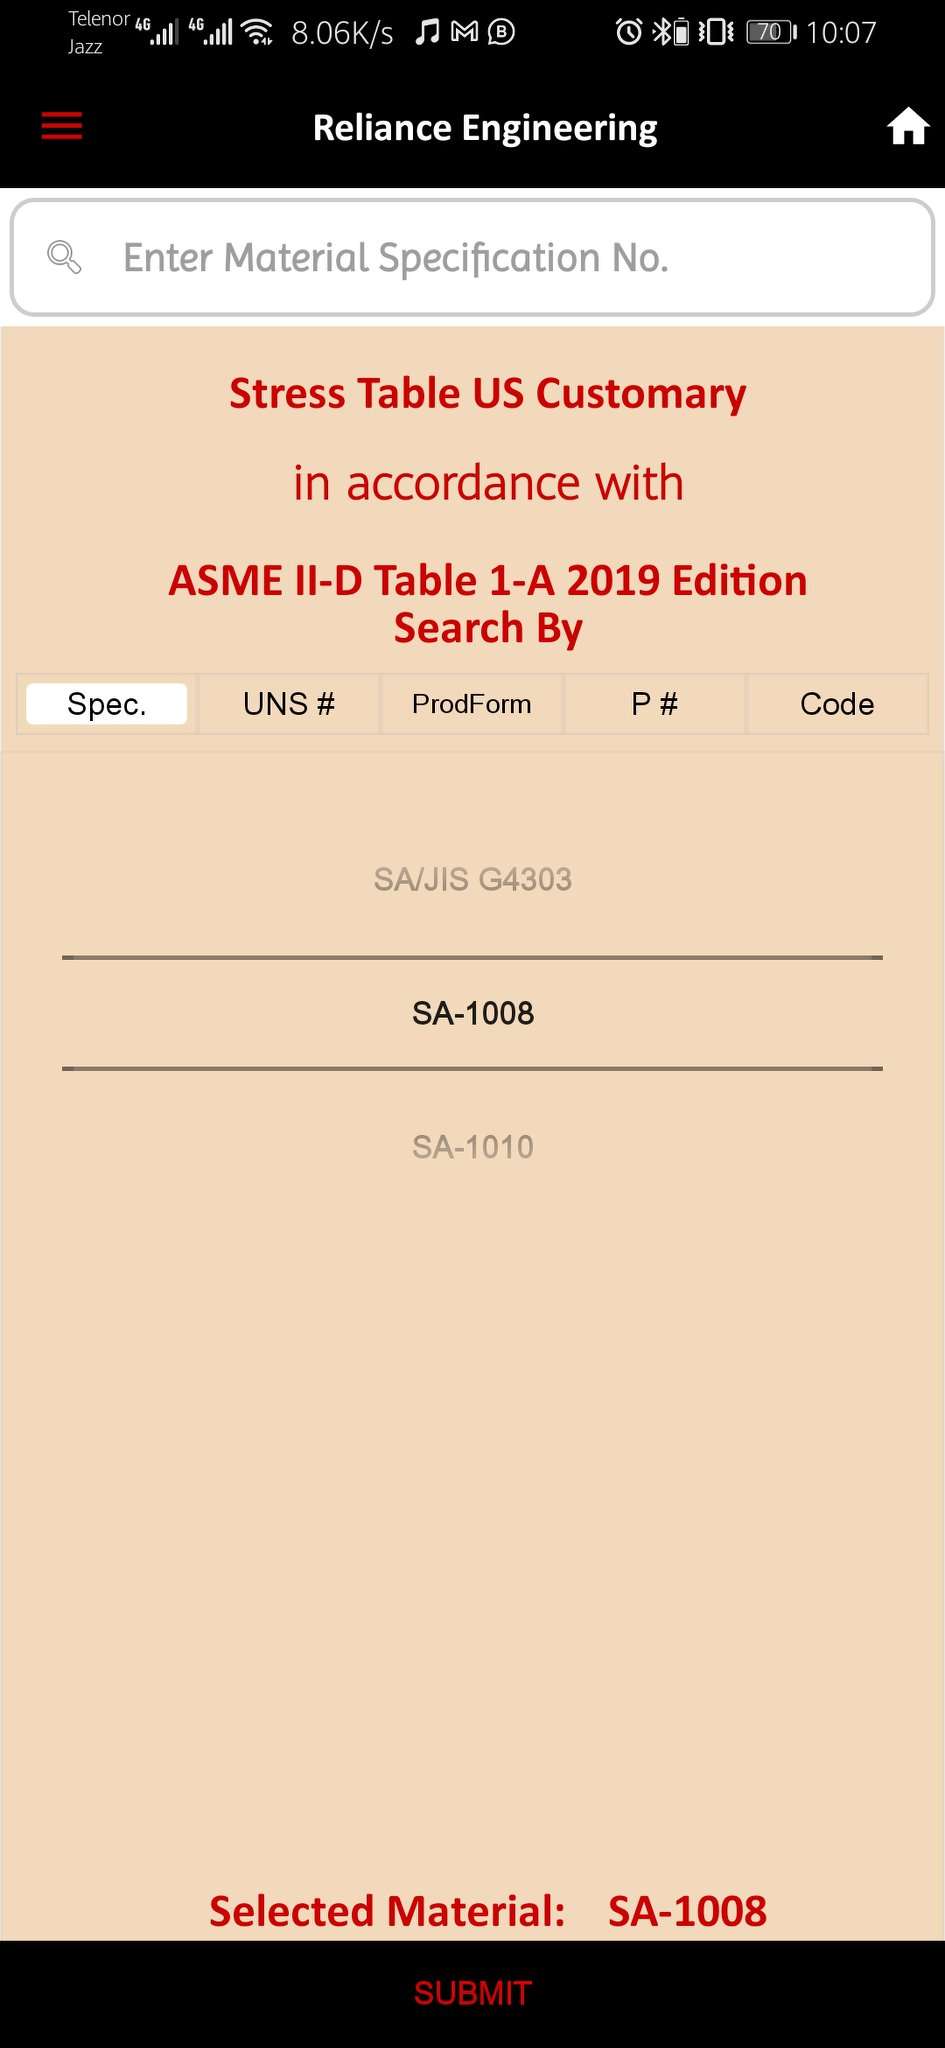 Telenor 4G 4G 8.06K/s B 70 10:07
Jazz
Reliance Engineering
Enter Material Specification No.
Stress Table US Customary
in accordance with
ASME II-D Table 1-A 2019 Edition
Search By
Spec. UNS # ProdForm P # Code
SA/JIS G4303
SA-1008
SA-1010
Selected Material: SA-1008
SUBMIT